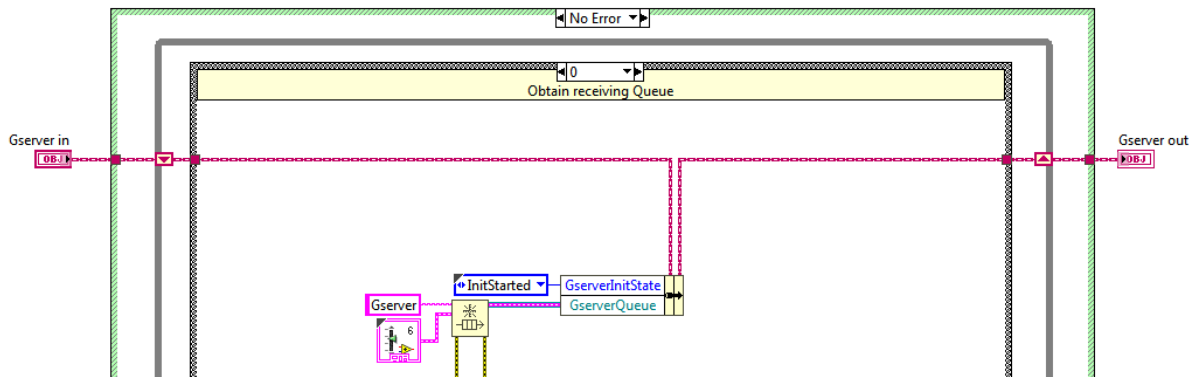 No Error
0
Obtain receiving Queue
Gserver in
OBJ
Gserver out
OBJ
InitStarted
GserverInitState
Gserver
GserverQueue
6